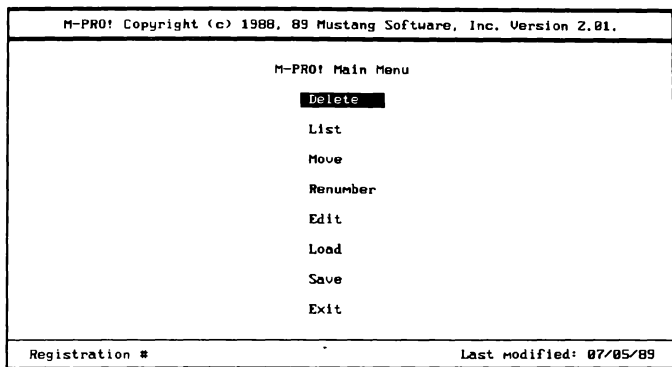 M-PRO! Copyright (c) 1988, 89 Mustang Software, Inc. Version 2.01.
M-PRO! Main Menu
Delete
List
Move
Renumber
Edit
Load
Save
Exit
Registration #
Last modified: 07/05/89